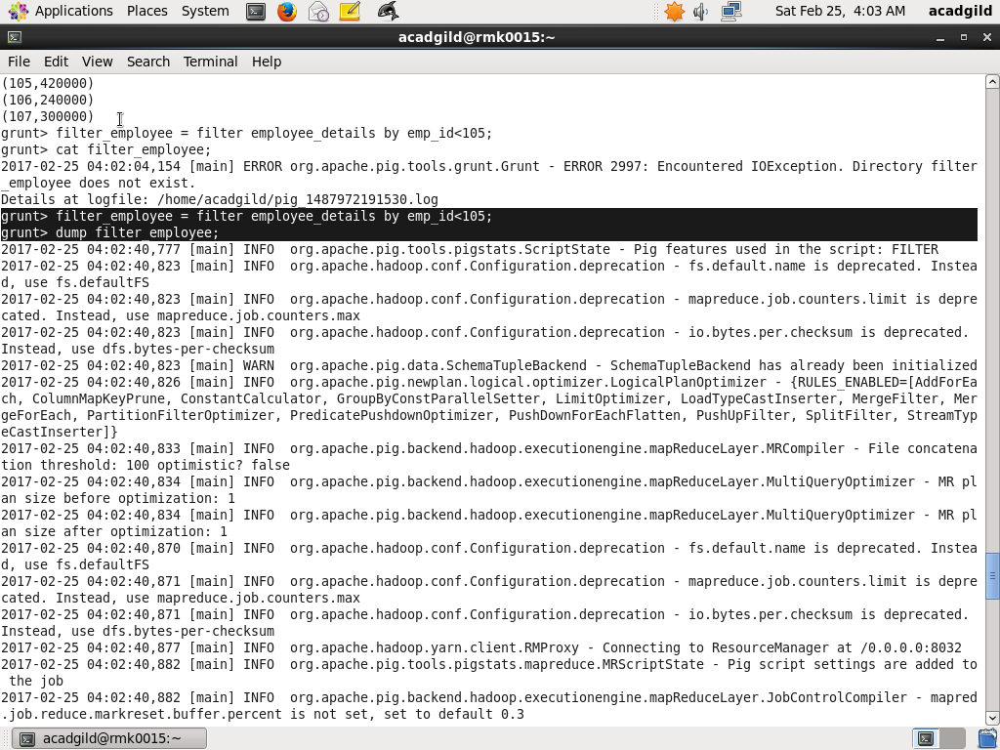 Applications Places System Sat Feb 25, 4:03 AM acadgild
acadgild@rmk0015:~
File Edit View Search Terminal Help
(105,420000)
(106,240000)
(107,300000)
grunt> filter_employee = filter employee_details by emp_id<105;
grunt> cat filter_employee;
2017-02-25 04:02:04,154 [main] ERROR org.apache.pig.tools.grunt.Grunt - ERROR 2997: Encountered IOException. Directory filter
_employee does not exist.
Details at logfile: /home/acadgild/pig_1487972191530.log
grunt> filter_employee = filter employee_details by emp_id<105;
grunt> dump filter_employee;
2017-02-25 04:02:40,777 [main] INFO  org.apache.pig.tools.pigstats.ScriptState - Pig features used in the script: FILTER
2017-02-25 04:02:40,823 [main] INFO  org.apache.hadoop.conf.Configuration.deprecation - fs.default.name is deprecated. Instea
d, use fs.defaultFS
2017-02-25 04:02:40,823 [main] INFO  org.apache.hadoop.conf.Configuration.deprecation - mapreduce.job.counters.limit is depre
cated. Instead, use mapreduce.job.counters.max
2017-02-25 04:02:40,823 [main] INFO  org.apache.hadoop.conf.Configuration.deprecation - io.bytes.per.checksum is deprecated.
Instead, use dfs.bytes-per-checksum
2017-02-25 04:02:40,823 [main] WARN  org.apache.pig.data.SchemaTupleBackend - SchemaTupleBackend has already been initialized
2017-02-25 04:02:40,826 [main] INFO  org.apache.pig.newplan.logical.optimizer.LogicalPlanOptimizer - {RULES_ENABLED=[AddForEa
ch, ColumnMapKeyPrune, ConstantCalculator, GroupByConstParallelSetter, LimitOptimizer, LoadTypeCastInserter, MergeFilter, Mer
geForEach, PartitionFilterOptimizer, PredicatePushdownOptimizer, PushDownForEachFlatten, PushUpFilter, SplitFilter, StreamTyp
eCastInserter]}
2017-02-25 04:02:40,833 [main] INFO  org.apache.pig.backend.hadoop.executionengine.mapReduceLayer.MRCompiler - File concatena
tion threshold: 100 optimistic? false
2017-02-25 04:02:40,834 [main] INFO  org.apache.pig.backend.hadoop.executionengine.mapReduceLayer.MultiQueryOptimizer - MR pl
an size before optimization: 1
2017-02-25 04:02:40,834 [main] INFO  org.apache.pig.backend.hadoop.executionengine.mapReduceLayer.MultiQueryOptimizer - MR pl
an size after optimization: 1
2017-02-25 04:02:40,870 [main] INFO  org.apache.hadoop.conf.Configuration.deprecation - fs.default.name is deprecated. Instea
d, use fs.defaultFS
2017-02-25 04:02:40,871 [main] INFO  org.apache.hadoop.conf.Configuration.deprecation - mapreduce.job.counters.limit is depre
cated. Instead, use mapreduce.job.counters.max
2017-02-25 04:02:40,871 [main] INFO  org.apache.hadoop.conf.Configuration.deprecation - io.bytes.per.checksum is deprecated.
Instead, use dfs.bytes-per-checksum
2017-02-25 04:02:40,877 [main] INFO  org.apache.hadoop.yarn.client.RMProxy - Connecting to ResourceManager at /0.0.0.0:8032
2017-02-25 04:02:40,882 [main] INFO  org.apache.pig.tools.pigstats.mapreduce.MRScriptState - Pig script settings are added to
 the job
2017-02-25 04:02:40,882 [main] INFO  org.apache.pig.backend.hadoop.executionengine.mapReduceLayer.JobControlCompiler - mapred
.job.reduce.markreset.buffer.percent is not set, set to default 0.3
acadgild@rmk0015:~